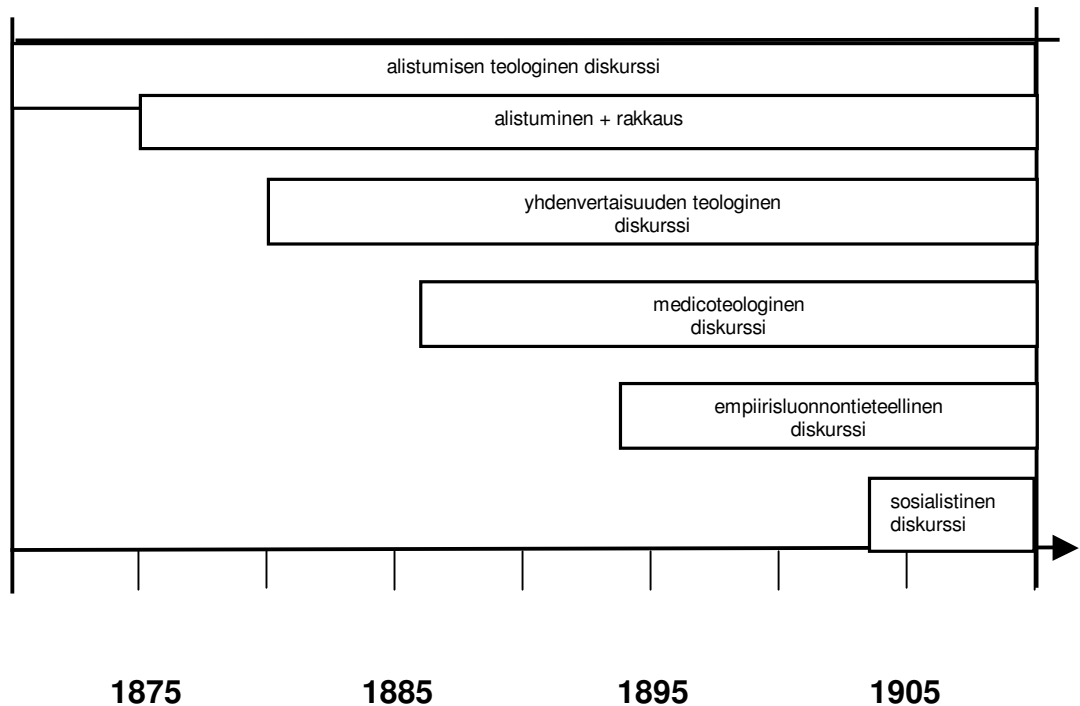 alistumisen teologinen diskurssi
alistuminen + rakkaus
yhdenvertaisuuden teologinen
diskurssi
medicoteologinen
diskurssi
empiirisluonnontieteellinen
diskurssi
sosialistinen
diskurssi
1875 1885 1895 1905